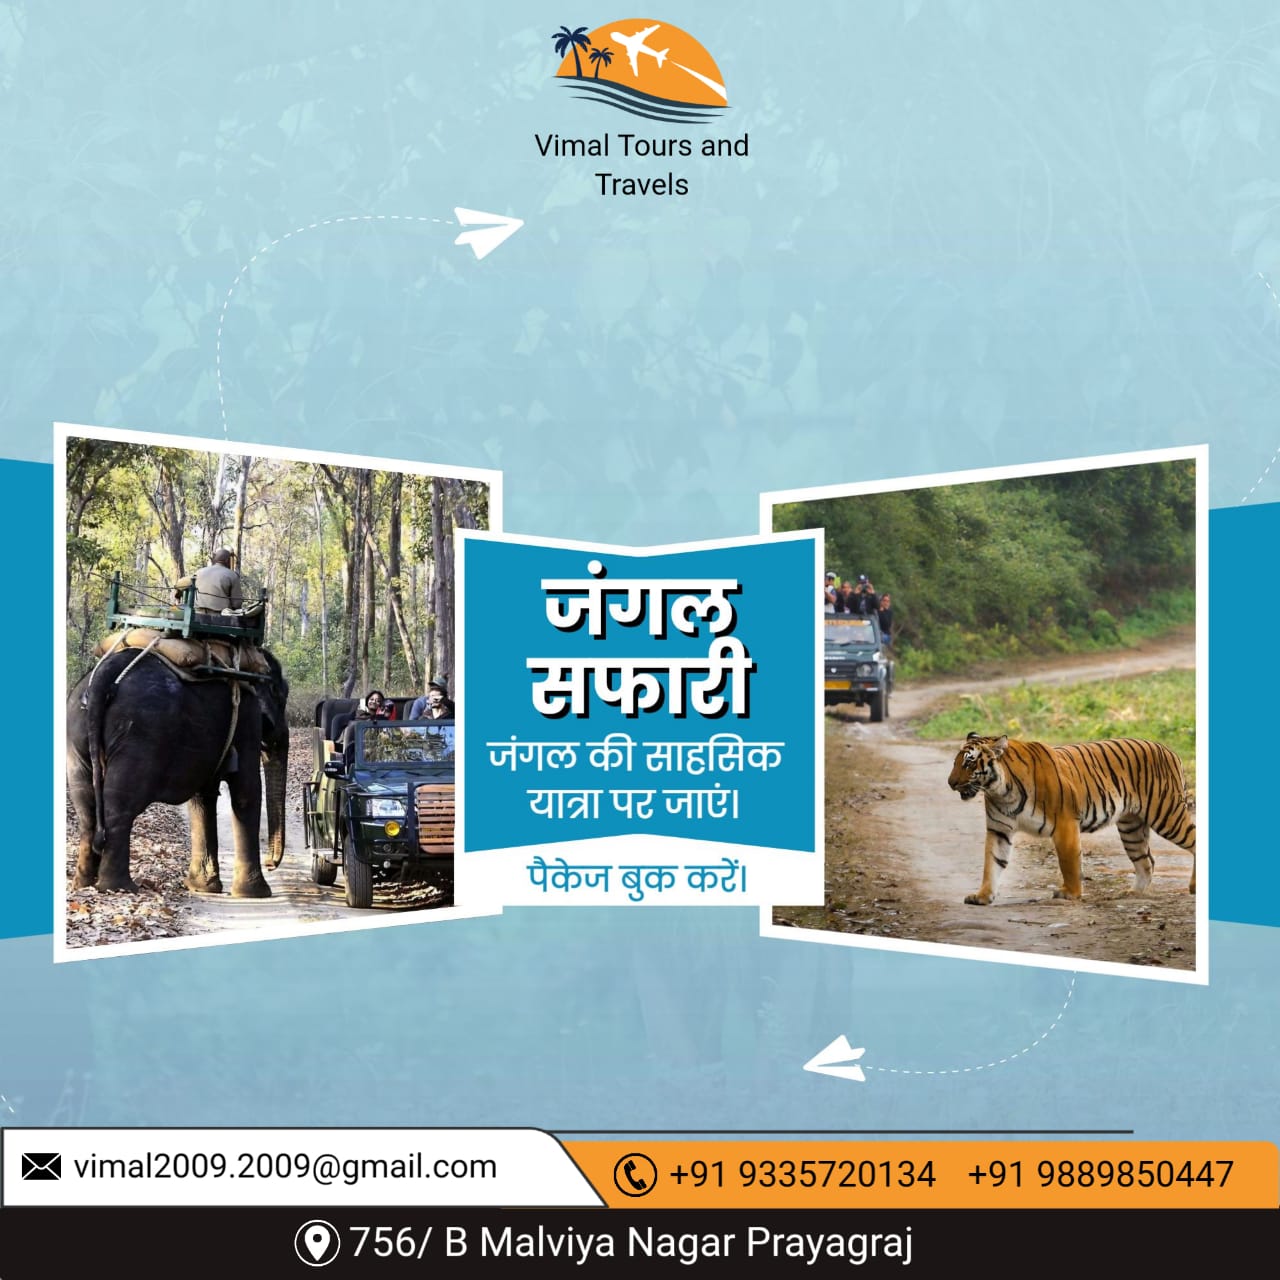 Vimal Tours and
Travels
जंगल
सफारी
जंगल की साहसिक
यात्रा पर जाएं।
पैकेज बुक करें।
vimal2009.2009@gmail.com
+91 9335720134 +91 9889850447
756/ B Malviya Nagar Prayagraj